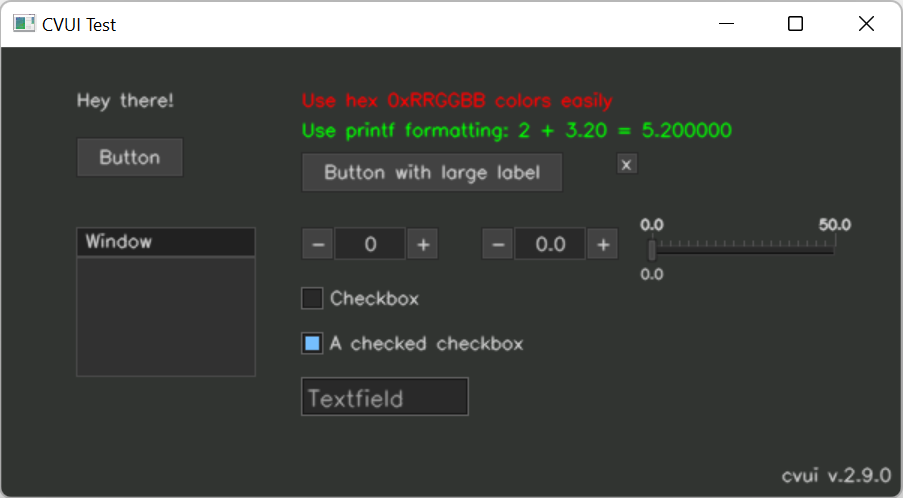 CVUI Test
Hey there!
Use hex 0xRRGGBB colors easily
Use printf formatting: 2 + 3.20 = 5.200000
Button
Button with large label
x
Window
- 0 +
- 0.0 +
0.0 50.0
0.0
Checkbox
A checked checkbox
Textfield
cvui v.2.9.0